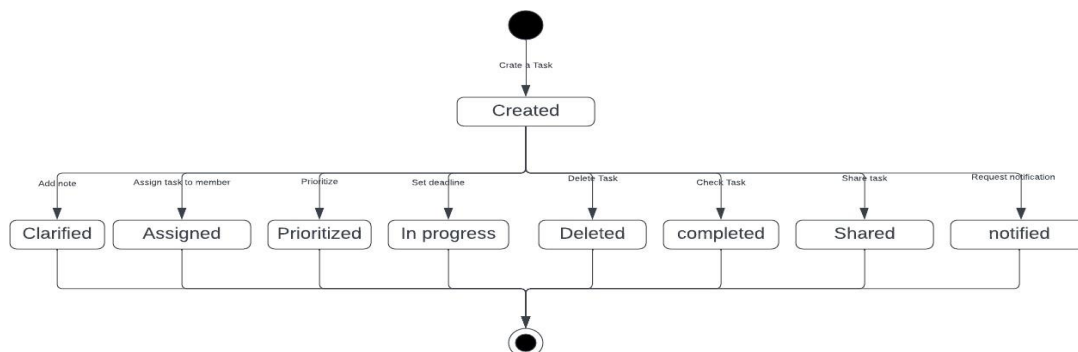 Crate a Task
Created
Add note
Assign task to member
Prioritize
Set deadline
Delete Task
Check Task
Share task
Request notification
Clarified
Assigned
Prioritized
In progress
Deleted
completed
Shared
notified